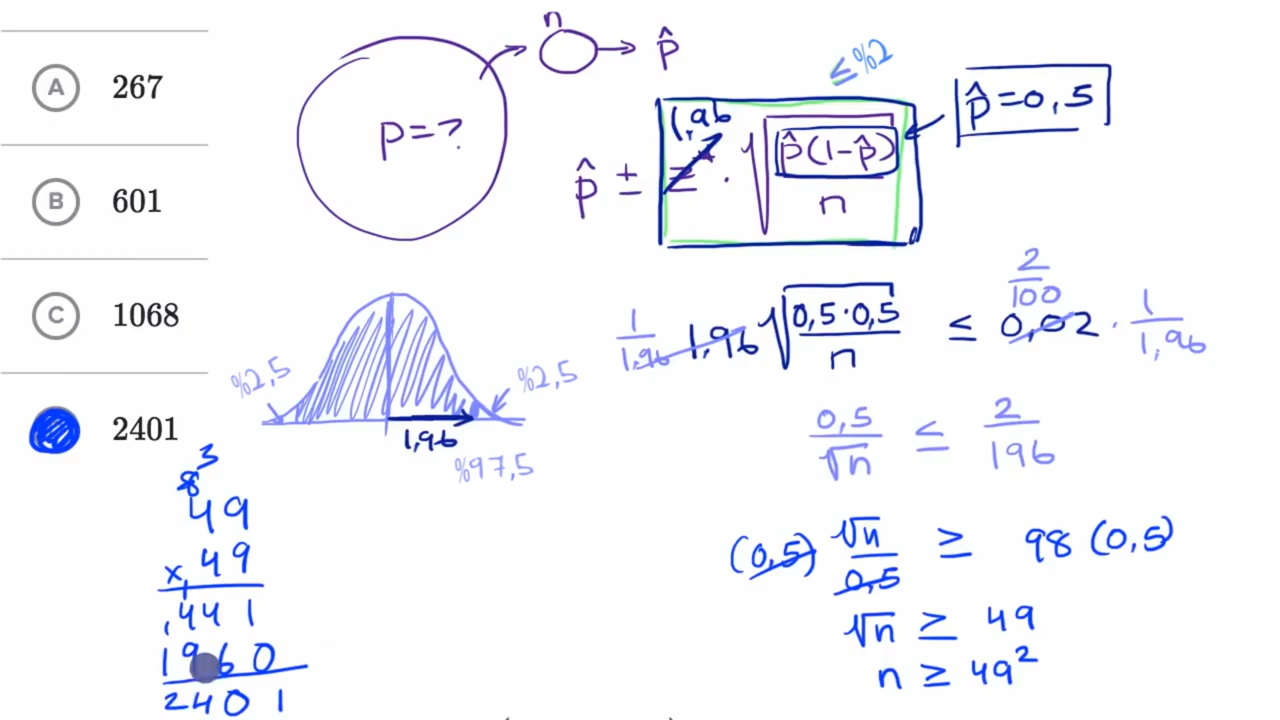 A 267
B 601
C 1068
2401
n
p̂
p=?
≤%2
p̂=0,5
1,96
p̂ ± z* · √(p̂(1-p̂)/n)
%2,5
%2,5
1,96
%97,5
2/100
1/1,96 1,96 √(0,5·0,5/n) ≤ 0,02 · 1/1,96
0,5/√n ≤ 2/196
(0,5) √n/0,5 ≥ 98 (0,5)
√n ≥ 49
n ≥ 49²
3
8
49
x 49
441
1960
2401